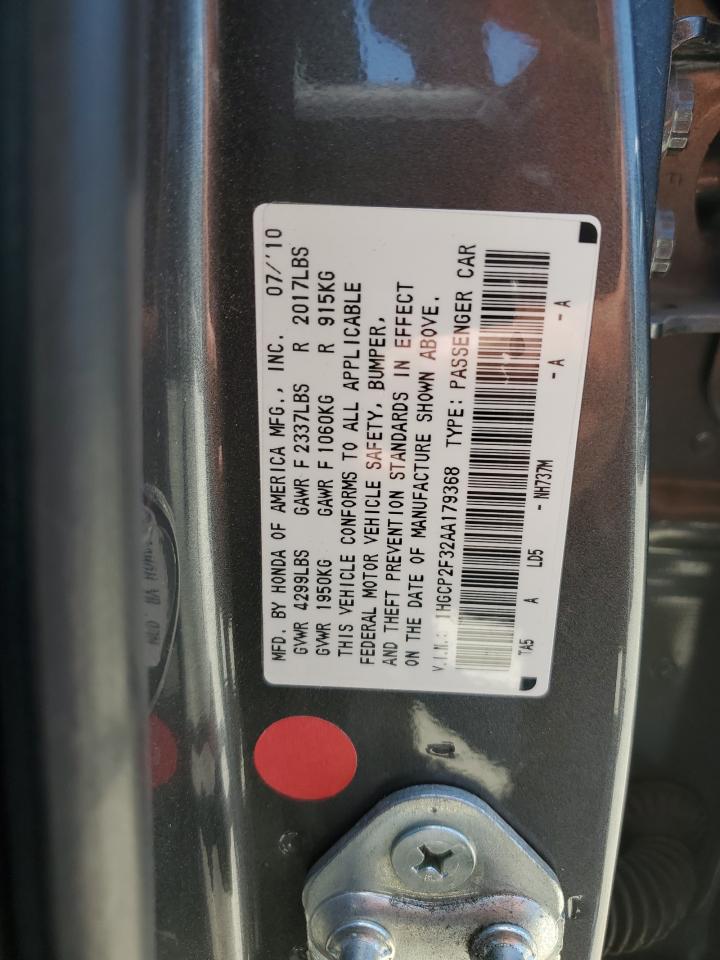 MFD. BY HONDA OF AMERICA MFG., INC. 07/'10
GVWR 4299LBS GAWR F 2337LBS R 2017LBS
GVWR 1950KG GAWR F 1060KG R 915KG
THIS VEHICLE CONFORMS TO ALL APPLICABLE
FEDERAL MOTOR VEHICLE SAFETY, BUMPER,
AND THEFT PREVENTION STANDARDS IN EFFECT
ON THE DATE OF MANUFACTURE SHOWN ABOVE.
V.I.N.: 1HGCP2F32AA179368 TYPE: PASSENGER CAR
TA5 A LD5 - NH737M - A - A